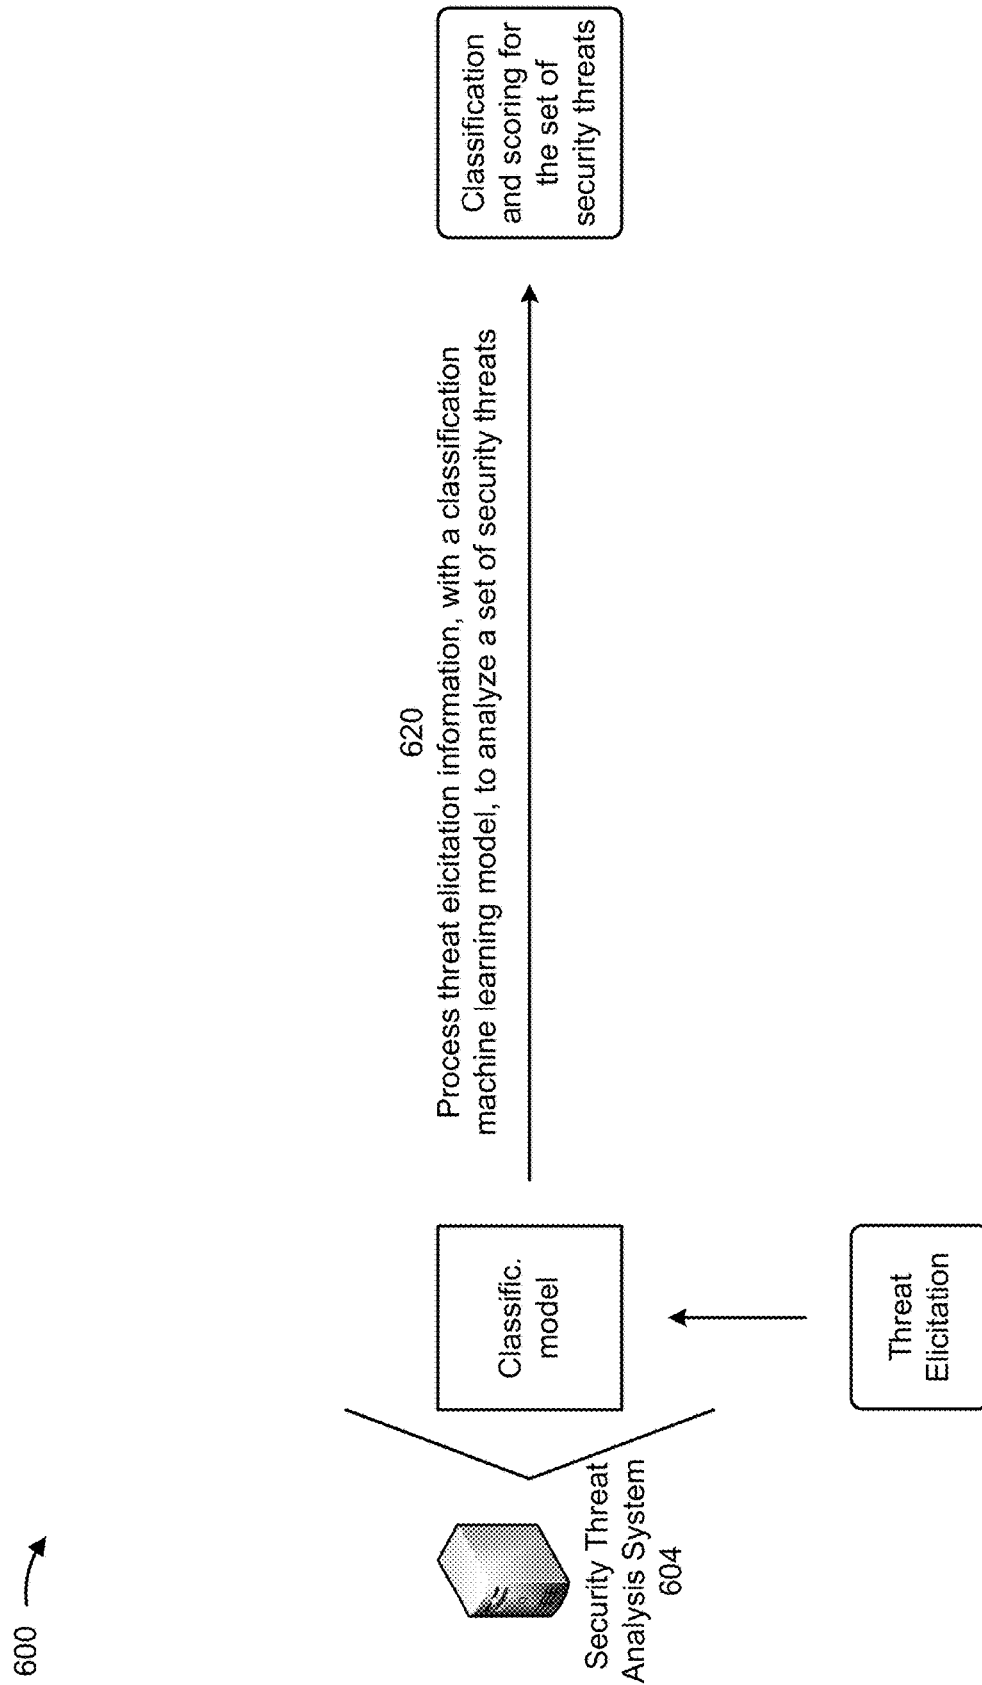 600
Security Threat
Analysis System
604
Classific.
model
Threat
Elicitation
620
Process threat elicitation information, with a classification
machine learning model, to analyze a set of security threats
Classification
and scoring for
the set of
security threats